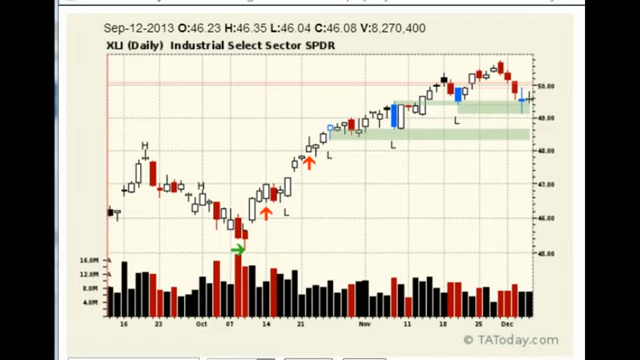 Sep-12-2013 O:46.23 H:46.35 L:46.04 C:46.08 V:8,270,400
XLI (Daily) Industrial Select Sector SPDR
50.00
49.00
H
L
L
48.00
L
H
47.00
L
46.00
45.00
16.0M
12.0M
8.0M
4.0M
16 23 Oct 07 14 21 28 Nov 11 18 25 Dec
© TAToday.com